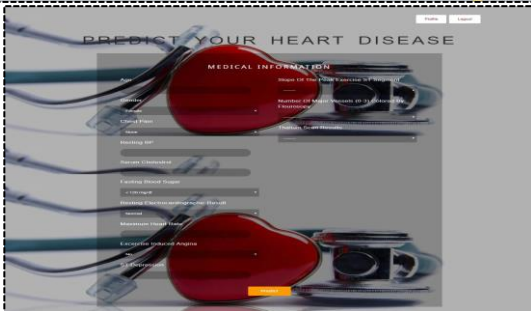 Profile Logout
PREDICT YOUR HEART DISEASE
MEDICAL INFORMATION
Age
Gender
Chest Pain
Resting BP
Serum Cholestrol
Fasting Blood Sugar
Resting Electrocardiographic Result
Normal
Maximum Heart Rate
Excercise Induced Angina
ST Depression
Slope Of The Peak Exercise ST Segment
Number Of Major Vessels (0-3) Colored By
Flourosopy
Thalium Scan Results